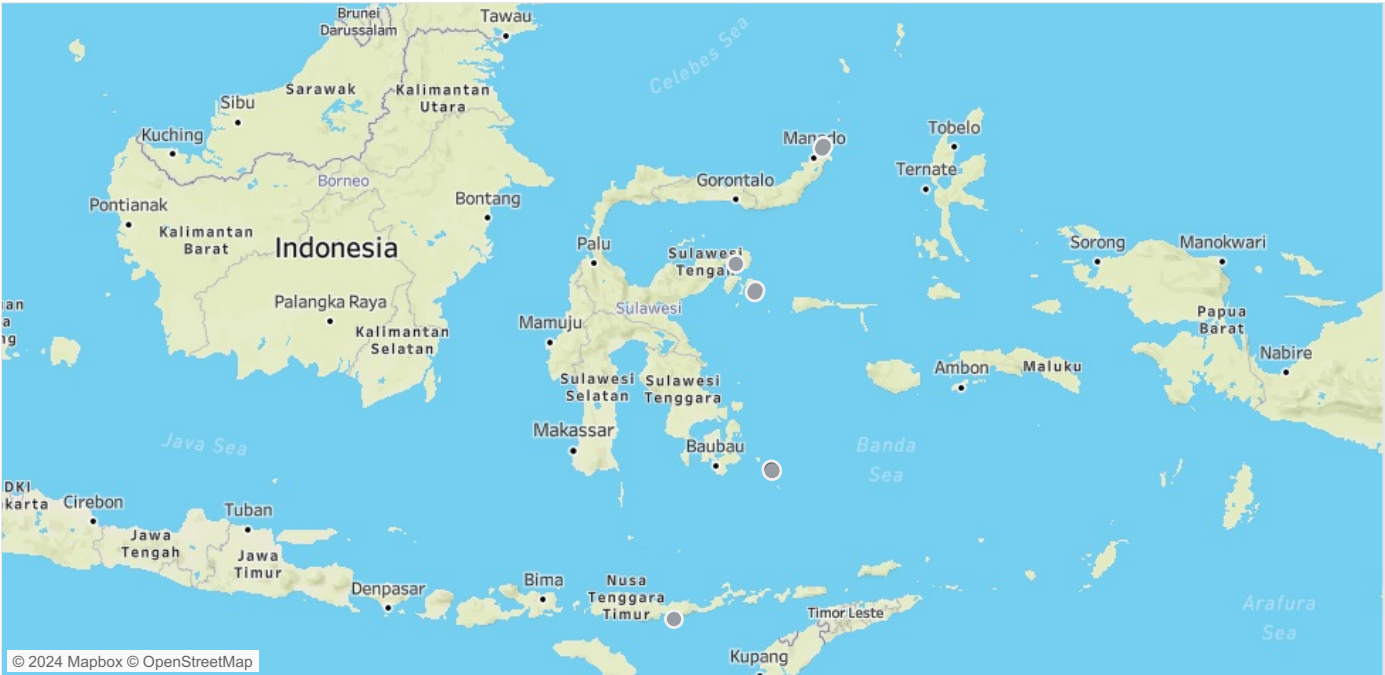 Brunei
Darussalam
Tawau
Celebes Sea
Sarawak
Kalimantan
Utara
Sibu
Kuching
Manado
Tobelo
Ternate
Borneo
Gorontalo
Bontang
Pontianak
Kalimantan
Barat
Indonesia
Palu
Sulawesi
Tengah
Sorong
Manokwari
Palangka Raya
Sulawesi
an
a
ng
Kalimantan
Selatan
Mamuju
Papua
Barat
Nabire
Sulawesi
Selatan
Sulawesi
Tenggara
Ambon
Maluku
Java Sea
Makassar
Baubau
Banda
Sea
DKI
karta
Cirebon
Tuban
Jawa
Tengah
Jawa
Timur
Denpasar
Bima
Nusa
Tenggara
Timur
Timor Leste
Arafura
Sea
Kupang
© 2024 Mapbox © OpenStreetMap